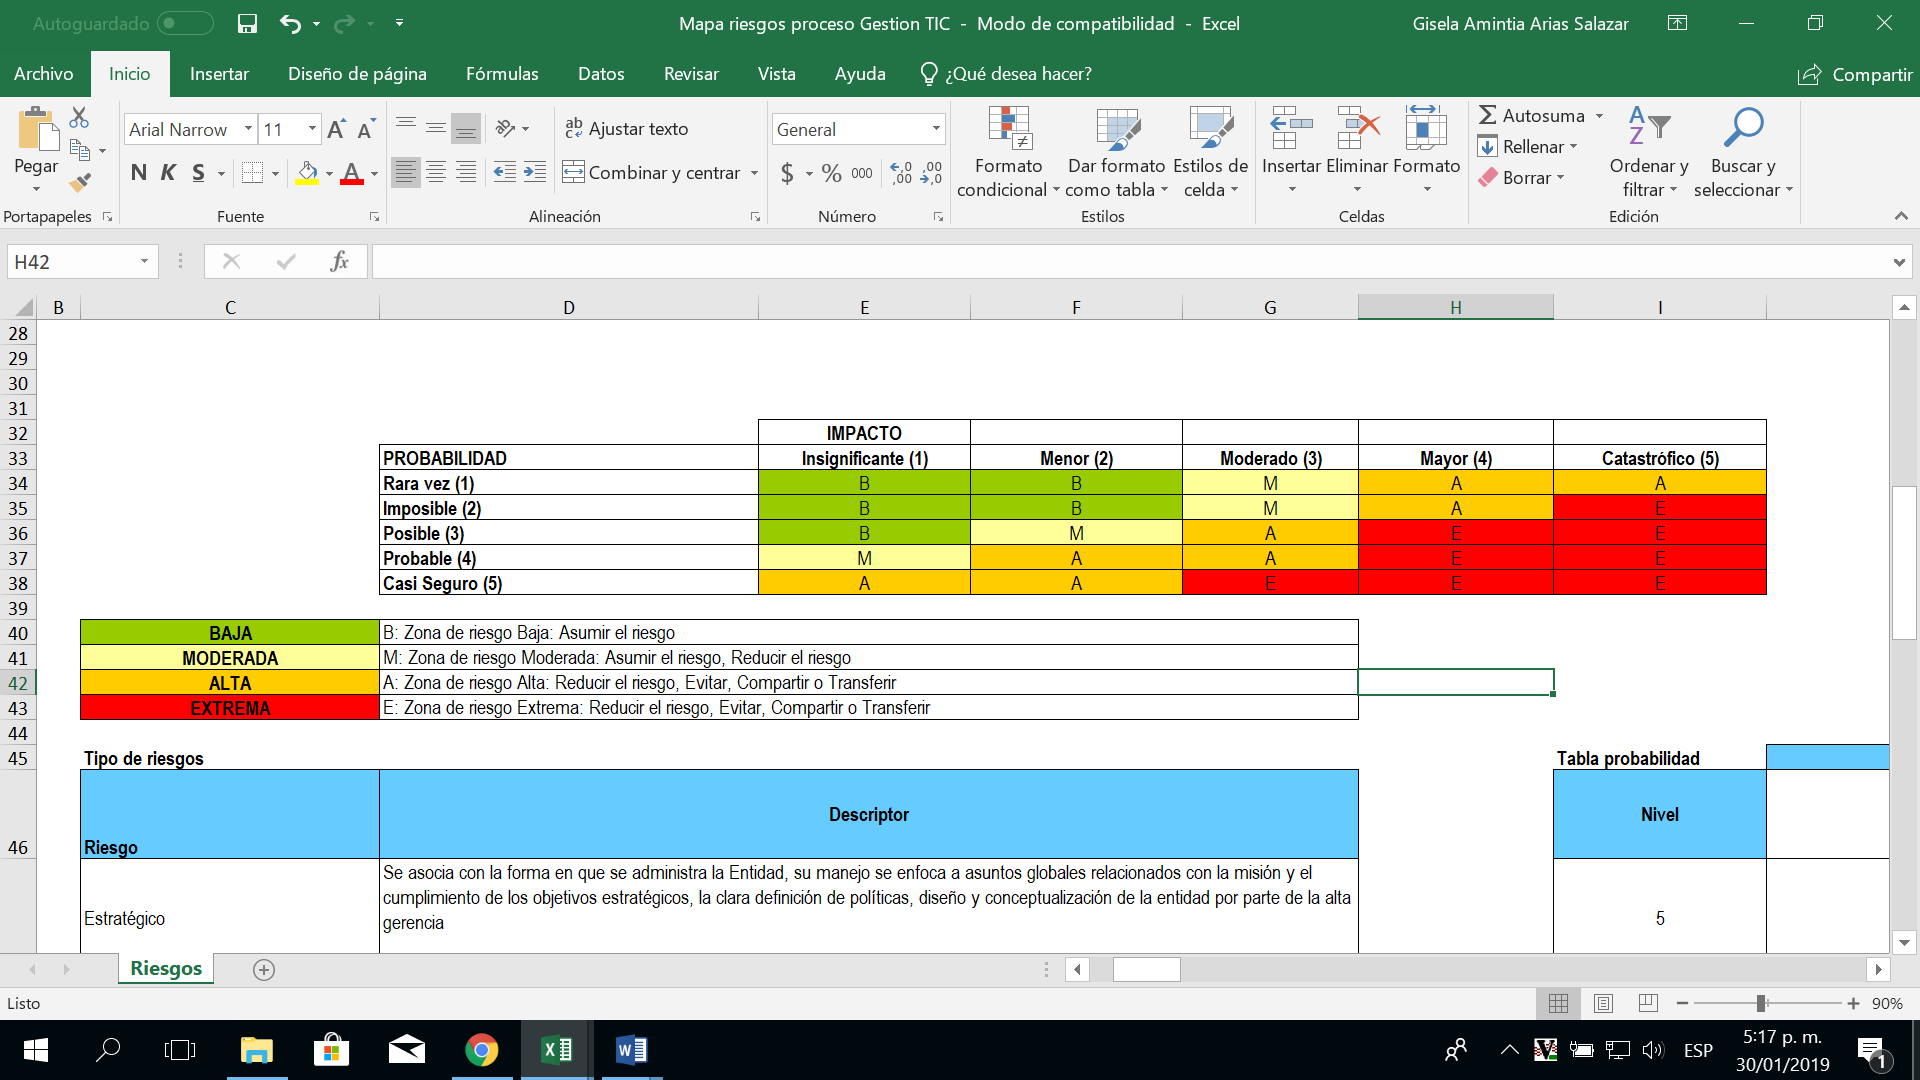 Autoguardado
Mapa riesgos proceso Gestion TIC - Modo de compatibilidad - Excel
Gisela Amintia Arias Salazar
Archivo Inicio Insertar Diseño de página Fórmulas Datos Revisar Vista Ayuda ¿Qué desea hacer? Compartir
Pegar
Portapapeles
Arial Narrow 11
N K S
Fuente
Ajustar texto
Combinar y centrar
Alineación
General
$ % 000
Número
Formato condicional
Dar formato como tabla
Estilos de celda
Estilos
Insertar Eliminar Formato
Celdas
Autosuma
Rellenar
Borrar
Ordenar y filtrar
Buscar y seleccionar
Edición
H42 fx
B C D E F G H I
28
29
30
31
32 IMPACTO
33 PROBABILIDAD Insignificante (1) Menor (2) Moderado (3) Mayor (4) Catastrófico (5)
34 Rara vez (1) B B M A A
35 Imposible (2) B B M A E
36 Posible (3) B M A E E
37 Probable (4) M A A E E
38 Casi Seguro (5) A A E E E
39
40 BAJA B: Zona de riesgo Baja: Asumir el riesgo
41 MODERADA M: Zona de riesgo Moderada: Asumir el riesgo, Reducir el riesgo
42 ALTA A: Zona de riesgo Alta: Reducir el riesgo, Evitar, Compartir o Transferir
43 EXTREMA E: Zona de riesgo Extrema: Reducir el riesgo, Evitar, Compartir o Transferir
44
45 Tipo de riesgos Tabla probabilidad
46 Riesgo Descriptor Nivel
Estratégico
Se asocia con la forma en que se administra la Entidad, su manejo se enfoca a asuntos globales relacionados con la misión y el
cumplimiento de los objetivos estratégicos, la clara definición de políticas, diseño y conceptualización de la entidad por parte de la alta
gerencia
5
Riesgos
Listo
90%
ESP
5:17 p. m.
30/01/2019
1